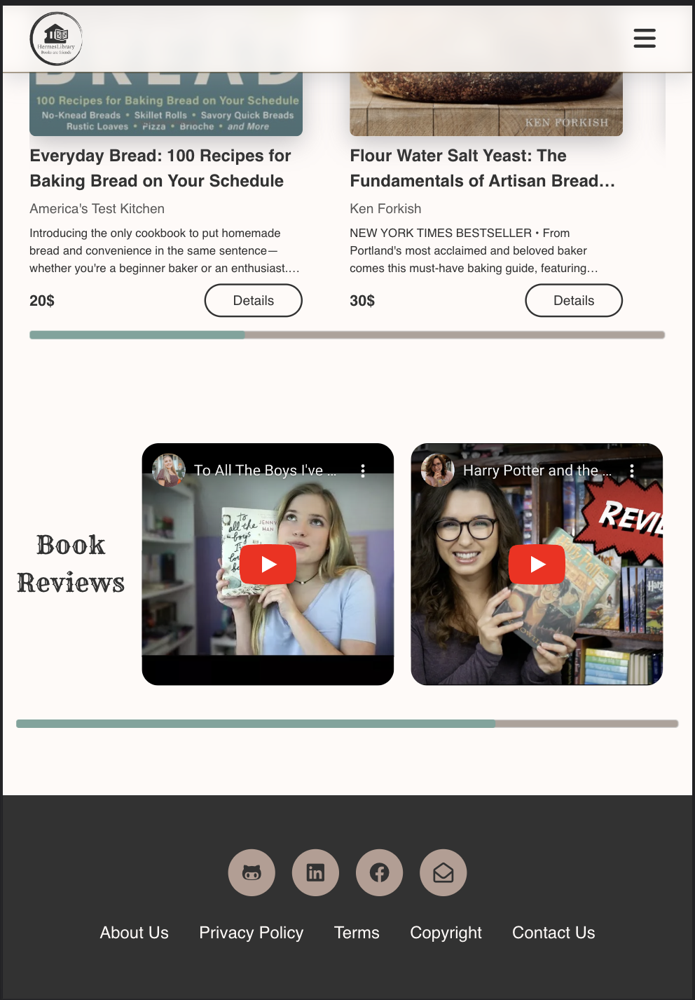 HermesLibrary
Books are friends
BREAD
100 Recipes for Baking Bread on Your Schedule
No-Knead Breads • Skillet Rolls • Savory Quick Breads
Rustic Loaves • Pizza • Brioche • and More
KEN FORKISH
Everyday Bread: 100 Recipes for
Baking Bread on Your Schedule
America's Test Kitchen
Introducing the only cookbook to put homemade
bread and convenience in the same sentence—
whether you're a beginner baker or an enthusiast.…
20$
Details
Flour Water Salt Yeast: The
Fundamentals of Artisan Bread…
Ken Forkish
NEW YORK TIMES BESTSELLER • From
Portland's most acclaimed and beloved baker
comes this must-have baking guide, featuring…
30$
Details
Book
Reviews
To All The Boys I've ...
to
all the
boys
JENNY
HAN
Harry Potter and the ...
REVIE
About Us
Privacy Policy
Terms
Copyright
Contact Us